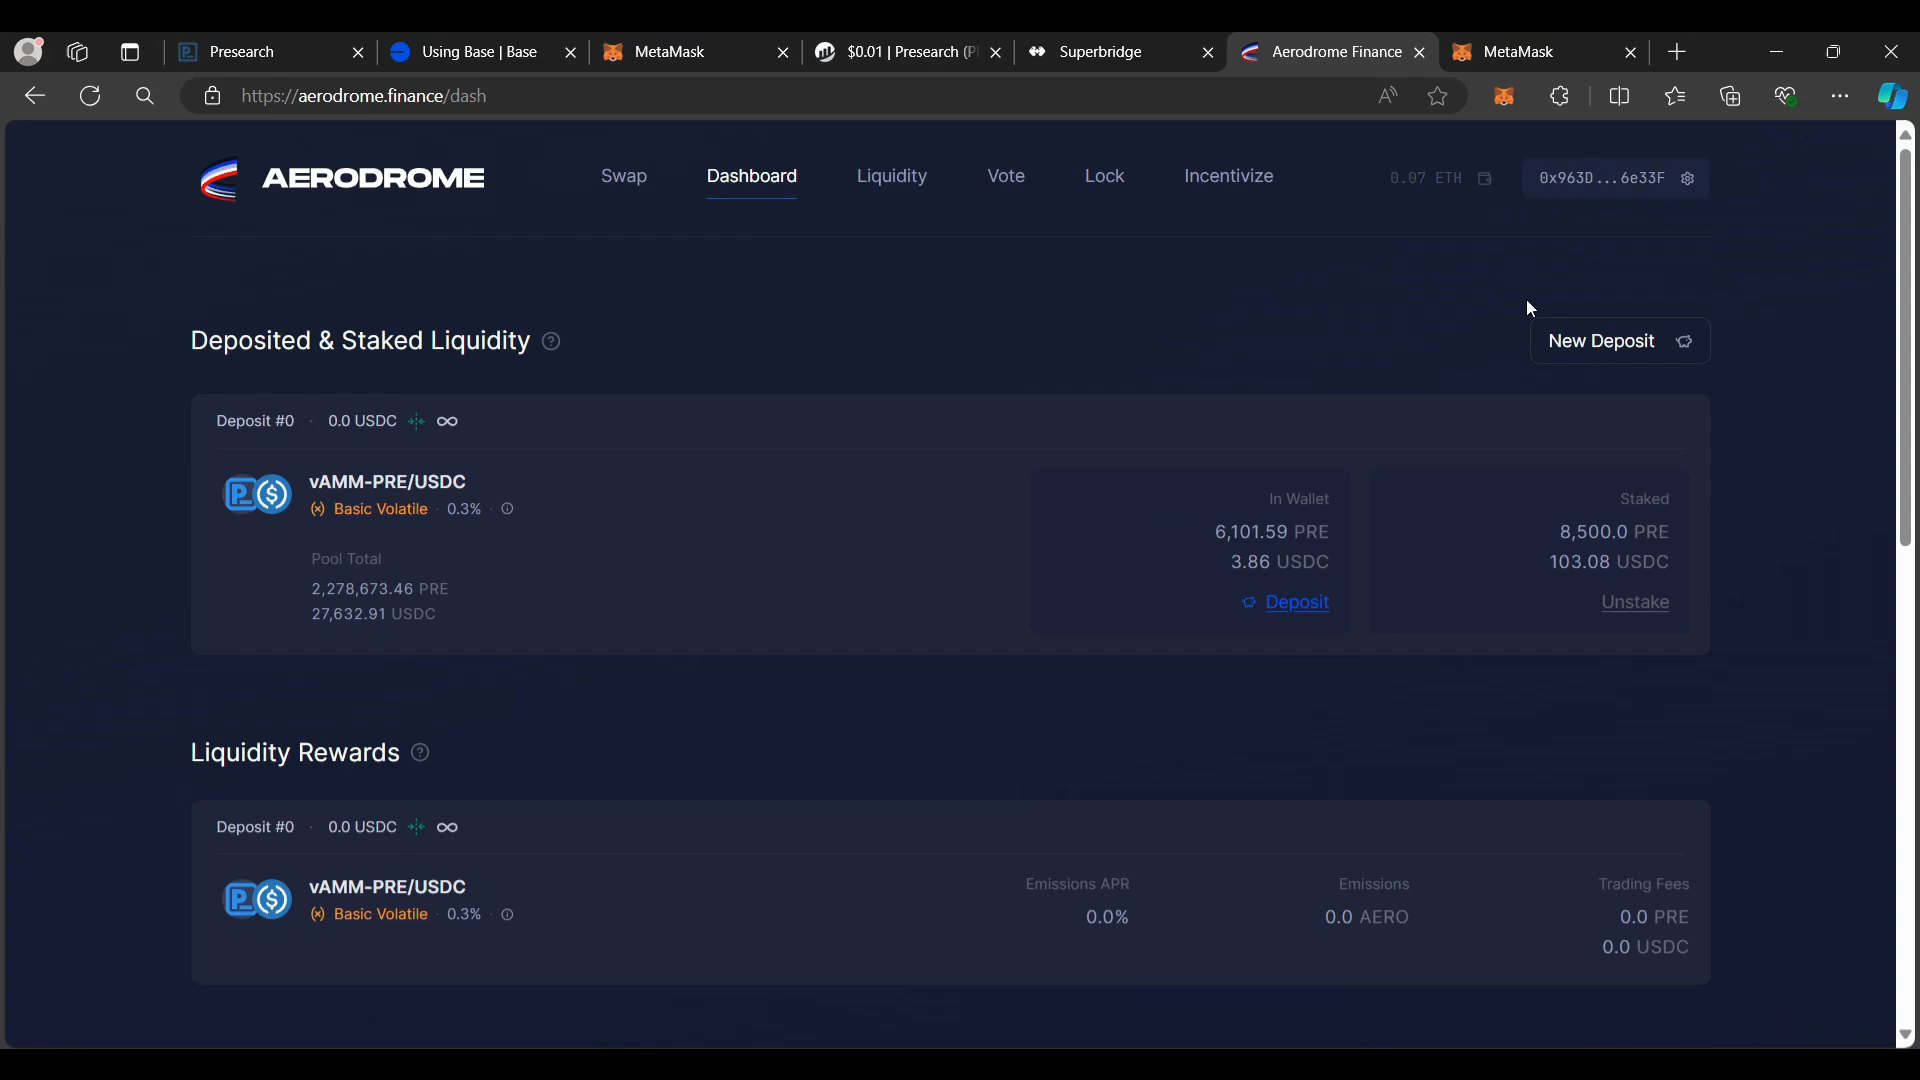 Presearch
Using Base | Base
MetaMask
$0.01 | Presearch (P
Superbridge
Aerodrome Finance
MetaMask
https://aerodrome.finance/dash
AERODROME
Swap
Dashboard
Liquidity
Vote
Lock
Incentivize
0.07 ETH
0x963D...6e33F
Deposited & Staked Liquidity
New Deposit
Deposit #0 · 0.0 USDC
vAMM-PRE/USDC
Basic Volatile · 0.3%
Pool Total
2,278,673.46 PRE
27,632.91 USDC
In Wallet
6,101.59 PRE
3.86 USDC
Deposit
Staked
8,500.0 PRE
103.08 USDC
Unstake
Liquidity Rewards
Deposit #0 · 0.0 USDC
vAMM-PRE/USDC
Basic Volatile · 0.3%
Emissions APR
0.0%
Emissions
0.0 AERO
Trading Fees
0.0 PRE
0.0 USDC